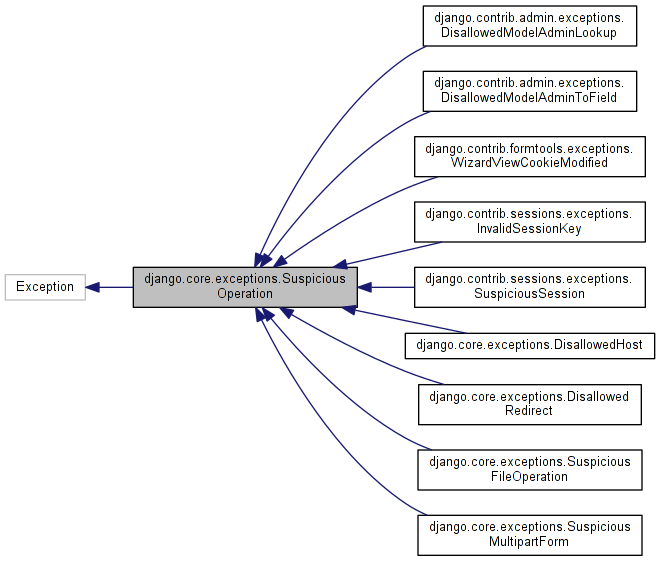 django.contrib.admin.exceptions.
DisallowedModelAdminLookup
django.contrib.admin.exceptions.
DisallowedModelAdminToField
django.contrib.formtools.exceptions.
WizardViewCookieModified
django.contrib.sessions.exceptions.
InvalidSessionKey
Exception
django.core.exceptions.Suspicious
Operation
django.contrib.sessions.exceptions.
SuspiciousSession
django.core.exceptions.DisallowedHost
django.core.exceptions.Disallowed
Redirect
django.core.exceptions.Suspicious
FileOperation
django.core.exceptions.Suspicious
MultipartForm